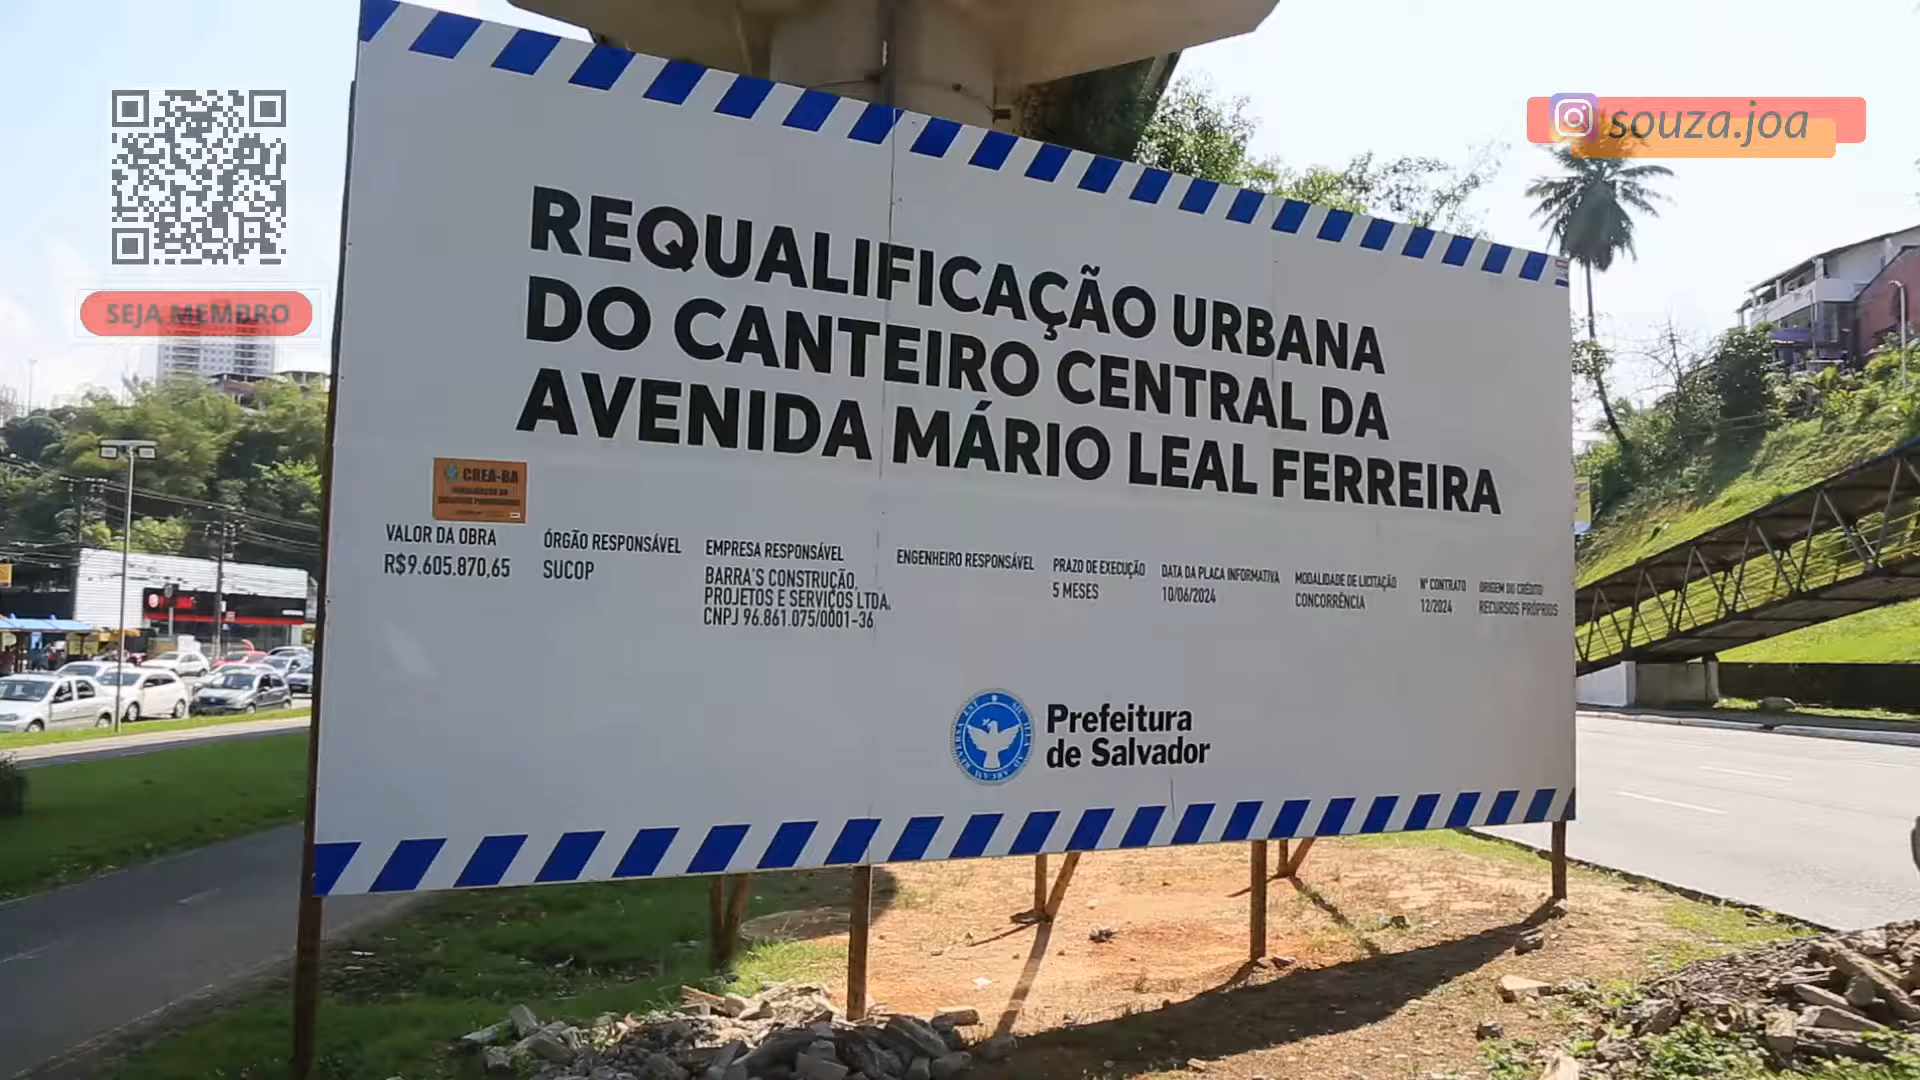 souza.joa
SEJA MEMBRO
REQUALIFICAÇÃO URBANA
DO CANTEIRO CENTRAL DA
AVENIDA MÁRIO LEAL FERREIRA
CREA-BA
VALOR DA OBRA
R$9.605.870,65
ÓRGÃO RESPONSÁVEL
SUCOP
EMPRESA RESPONSÁVEL
BARRA'S CONSTRUÇÃO,
PROJETOS E SERVIÇOS LTDA.
CNPJ 96.861.075/0001-36
ENGENHEIRO RESPONSÁVEL
PRAZO DE EXECUÇÃO
5 MESES
DATA DA PLACA INFORMATIVA
10/06/2024
MODALIDADE DE LICITAÇÃO
CONCORRÊNCIA
Nº CONTRATO
12/2024
ORIGEM DO CRÉDITO
RECURSOS PRÓPRIOS
Prefeitura
de Salvador